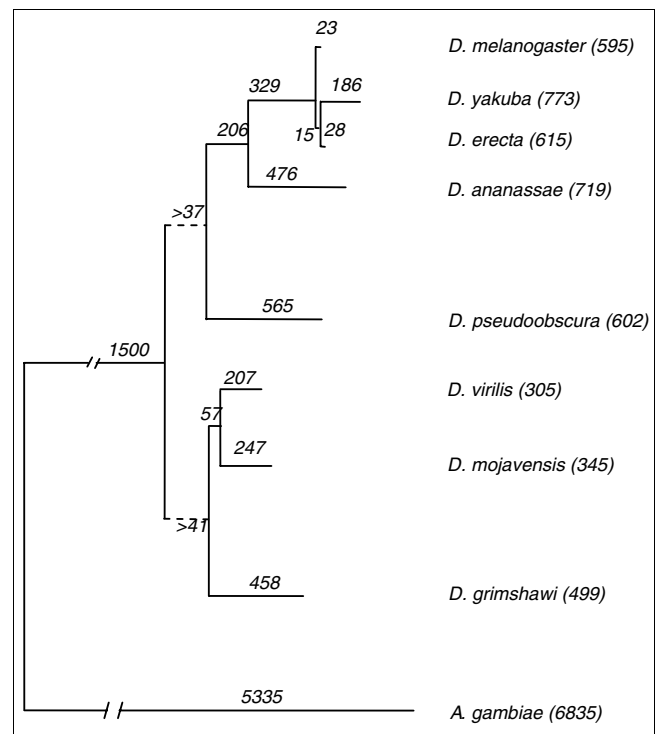 23
D. melanogaster (595)
329
186
D. yakuba (773)
206
15
28
D. erecta (615)
476
D. ananassae (719)
>37
565
D. pseudoobscura (602)
1500
207
D. virilis (305)
57
247
D. mojavensis (345)
>41
458
D. grimshawi (499)
5335
A. gambiae (6835)